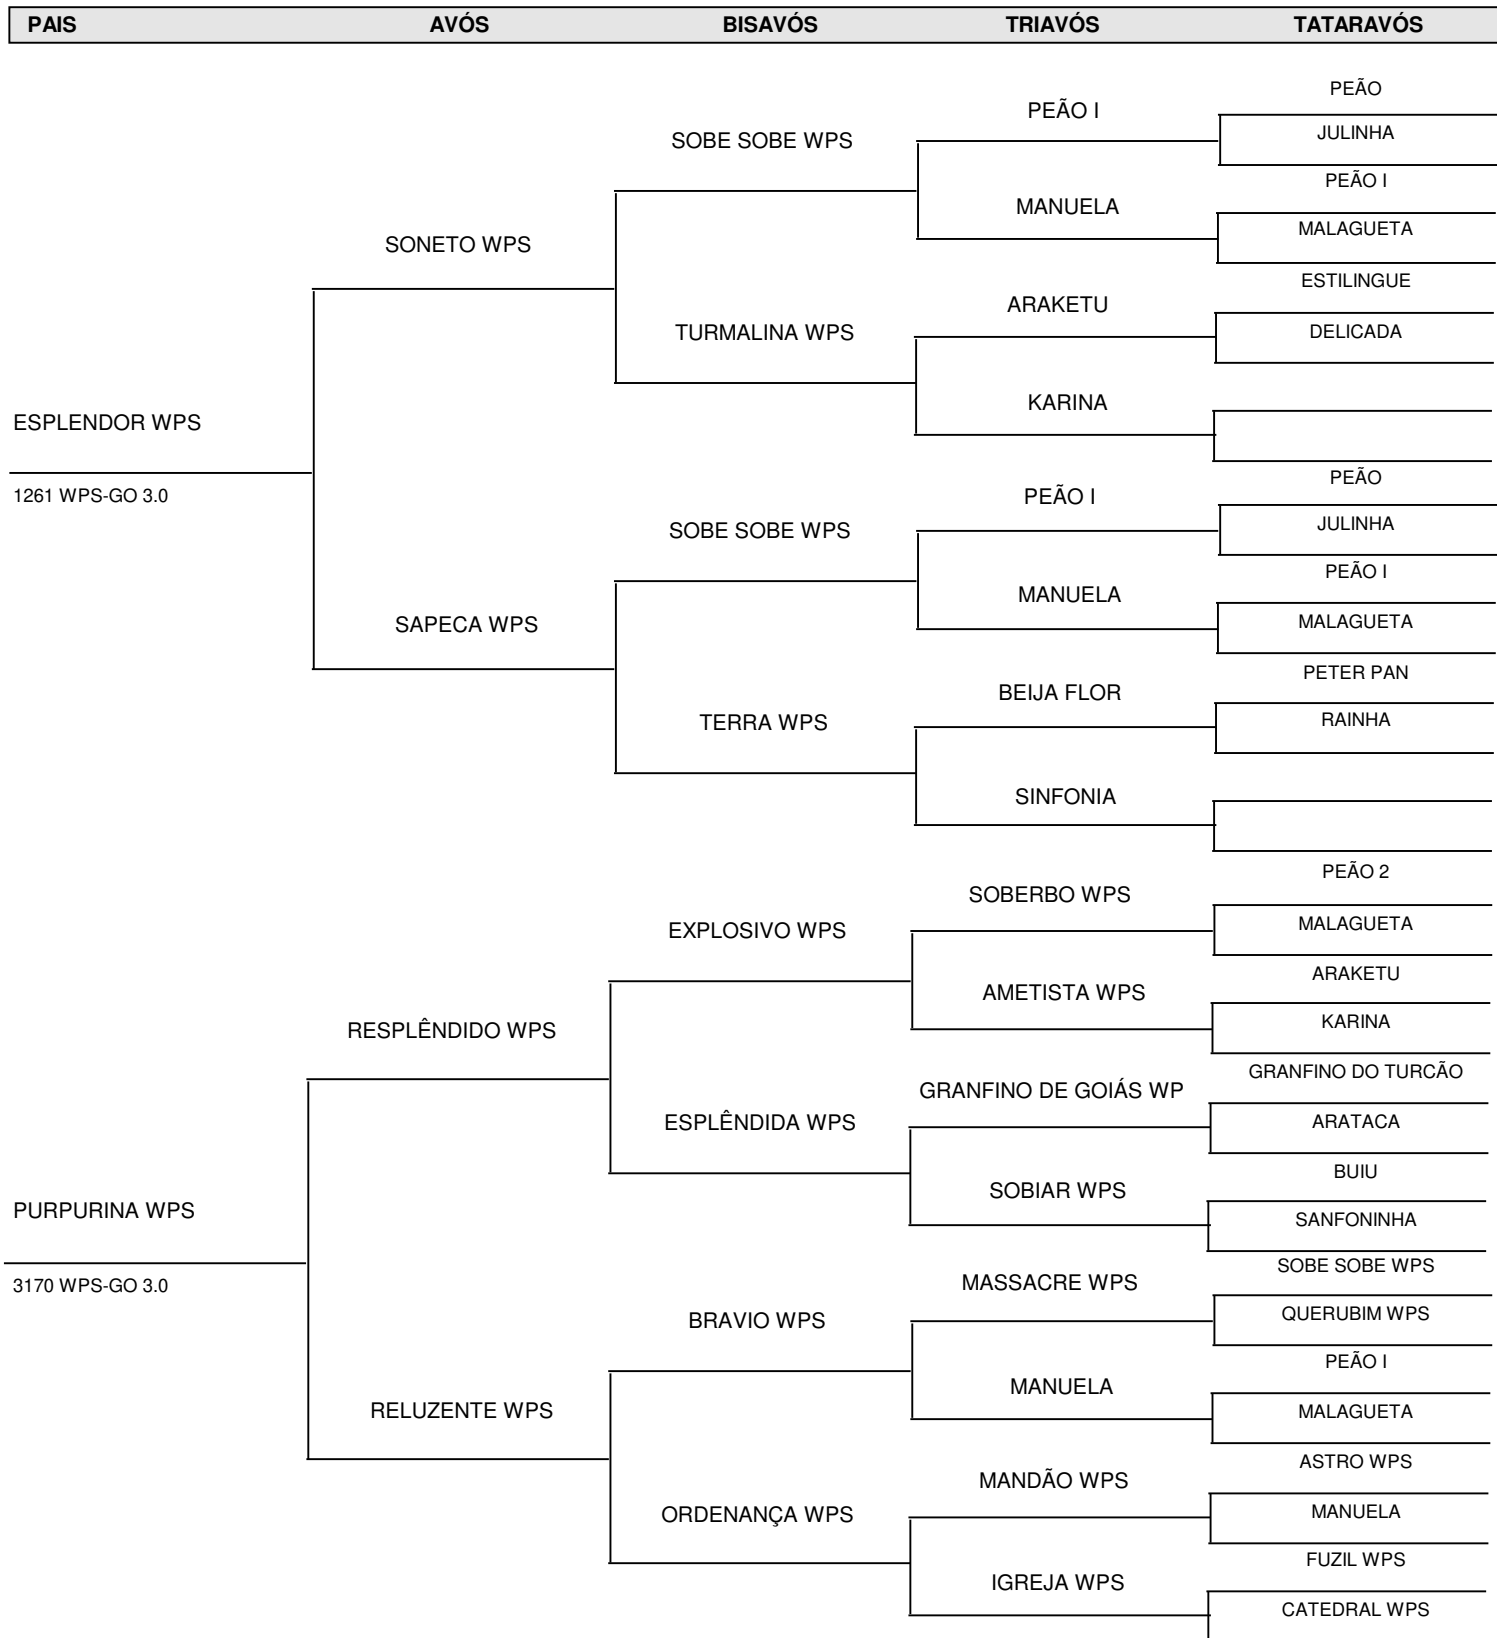 PAIS AVÓS BISAVÓS TRIAVÓS TATARAVÓS
PEÃO
PEÃO I
JULINHA
SOBE SOBE WPS
PEÃO I
MANUELA
MALAGUETA
SONETO WPS
ESTILINGUE
ARAKETU
TURMALINA WPS
DELICADA
KARINA
ESPLENDOR WPS
PEÃO
1261 WPS-GO 3.0
PEÃO I
JULINHA
SOBE SOBE WPS
PEÃO I
MANUELA
MALAGUETA
SAPECA WPS
PETER PAN
BEIJA FLOR
RAINHA
TERRA WPS
SINFONIA
PEÃO 2
SOBERBO WPS
MALAGUETA
EXPLOSIVO WPS
ARAKETU
AMETISTA WPS
KARINA
RESPLÊNDIDO WPS
GRANFINO DO TURCÃO
GRANFINO DE GOIÁS WP
ESPLÊNDIDA WPS
ARATACA
BUIU
SOBIAR WPS
PURPURINA WPS
SANFONINHA
SOBE SOBE WPS
3170 WPS-GO 3.0
MASSACRE WPS
BRAVIO WPS
QUERUBIM WPS
PEÃO I
MANUELA
RELUZENTE WPS
MALAGUETA
ASTRO WPS
MANDÃO WPS
ORDENANÇA WPS
MANUELA
FUZIL WPS
IGREJA WPS
CATEDRAL WPS